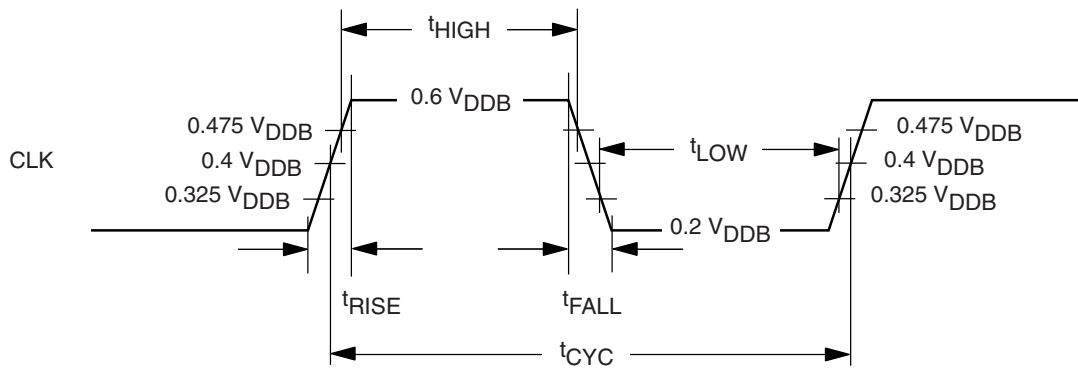 tHIGH
0.6 VDDB
0.475 VDDB
0.475 VDDB
tLOW
CLK
0.4 VDDB
0.4 VDDB
0.325 VDDB
0.325 VDDB
0.2 VDDB
tRISE
tFALL
tCYC